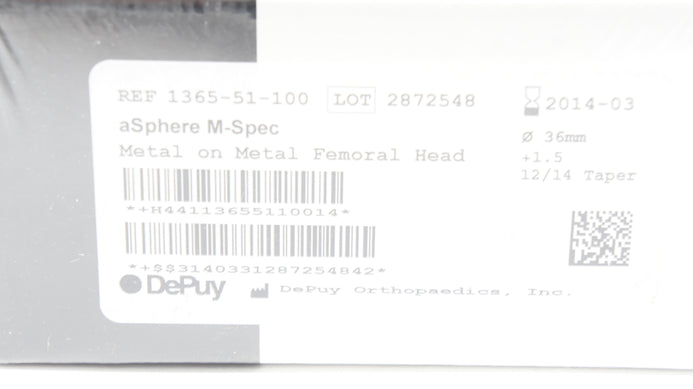 REF 1365-51-100 LOT 2872548 2014-03
aSphere M-Spec
Ø 36mm
Metal on Metal Femoral Head
+1.5
12/14 Taper
*+H44113655110014*
*+$$3140331287254842*
DePuy DePuy Orthopaedics, Inc.